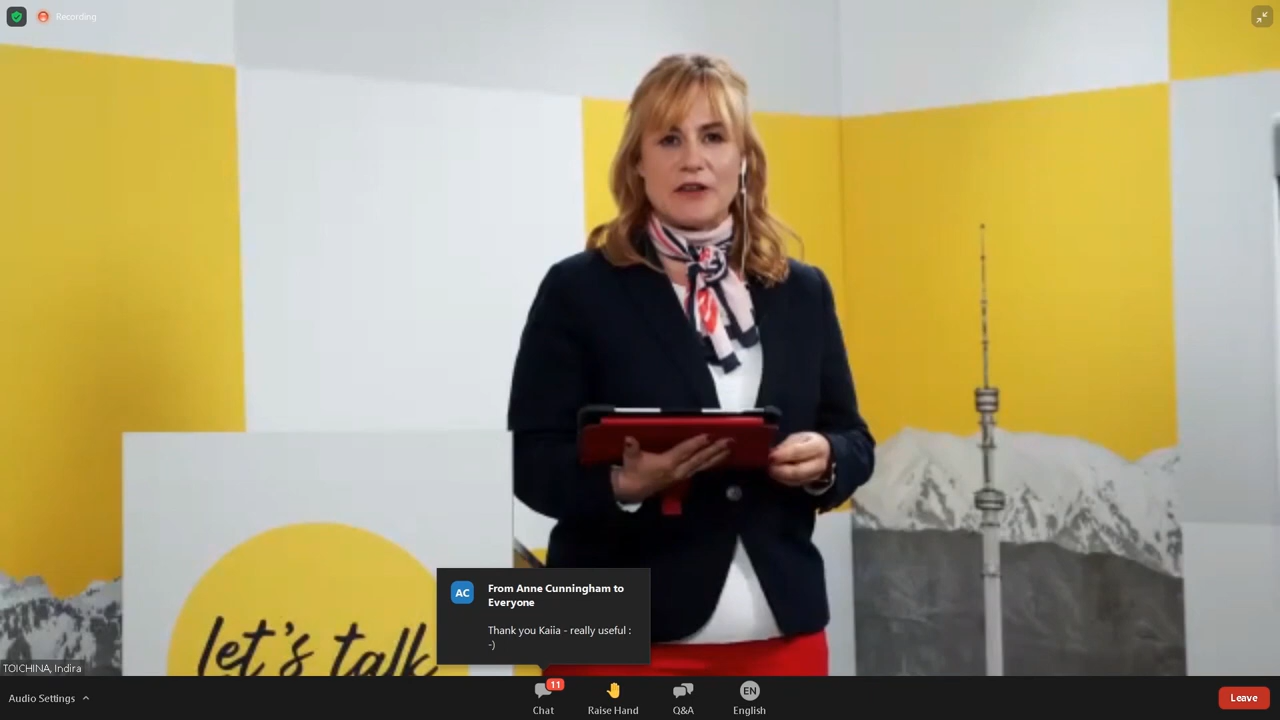 Recording
let's talk
From Anne Cunningham to
Everyone
AC
Thank you Kaiia - really useful :
-)
TOICHINA, Indira
Audio Settings
11
Chat
Raise Hand
Q&A
EN
English
Leave